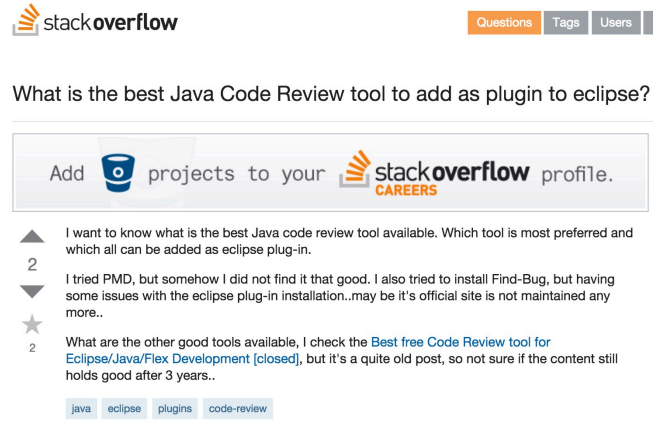 stackoverflow
Questions Tags Users
What is the best Java Code Review tool to add as plugin to eclipse?
Add projects to your stackoverflow CAREERS profile.
I want to know what is the best Java code review tool available. Which tool is most preferred and
which all can be added as eclipse plug-in.
2
I tried PMD, but somehow I did not find it that good. I also tried to install Find-Bug, but having
some issues with the eclipse plug-in installation..may be it's official site is not maintained any
more..
2
What are the other good tools available, I check the Best free Code Review tool for
Eclipse/Java/Flex Development [closed], but it's a quite old post, so not sure if the content still
holds good after 3 years..
java eclipse plugins code-review